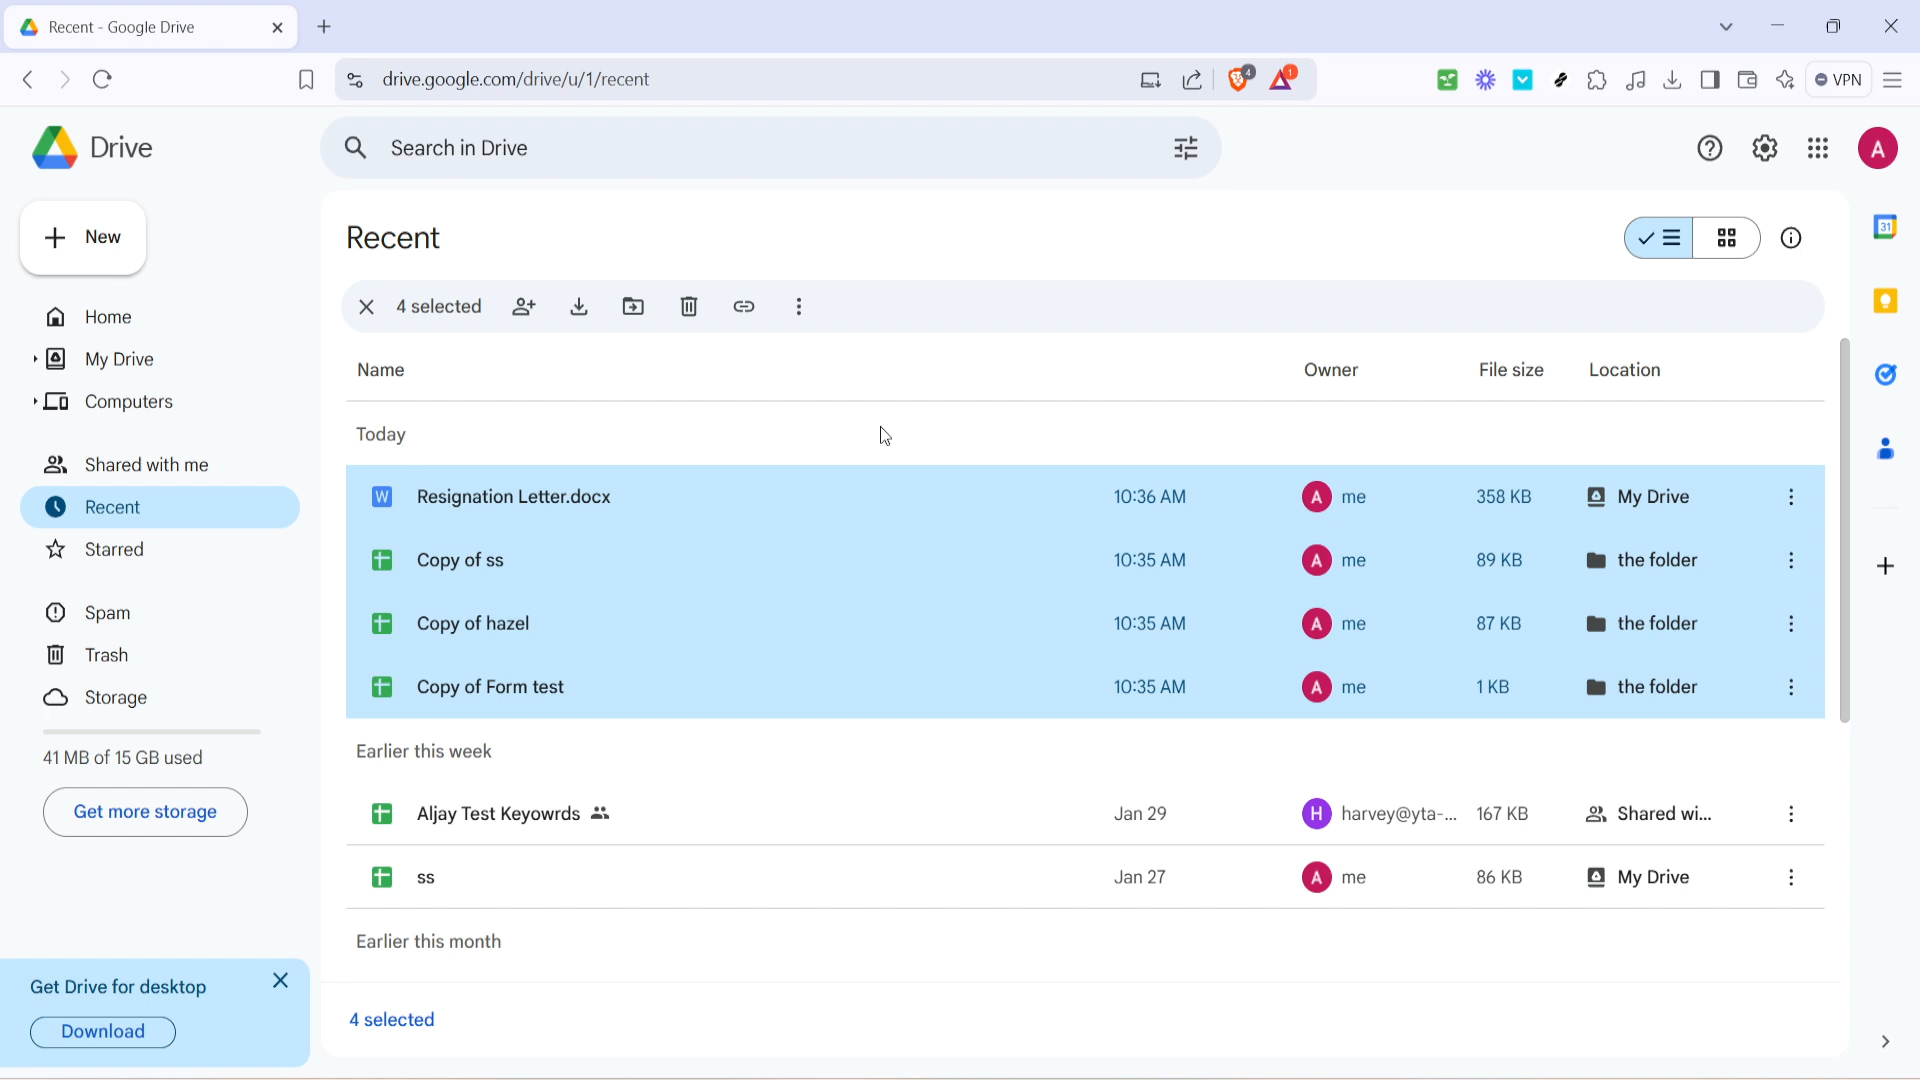 Recent - Google Drive
drive.google.com/drive/u/1/recent
4
1
VPN
Drive
Search in Drive
A
New
Recent
31
Home
My Drive
Computers
Shared with me
Recent
Starred
Spam
Trash
Storage
41 MB of 15 GB used
Get more storage
Get Drive for desktop
Download
4 selected
Name Owner File size Location
Today
W Resignation Letter.docx 10:36 AM A me 358 KB My Drive
Copy of ss 10:35 AM A me 89 KB the folder
Copy of hazel 10:35 AM A me 87 KB the folder
Copy of Form test 10:35 AM A me 1 KB the folder
Earlier this week
Aljay Test Keyowrds Jan 29 H harvey@yta-... 167 KB Shared wi...
ss Jan 27 A me 86 KB My Drive
Earlier this month
4 selected